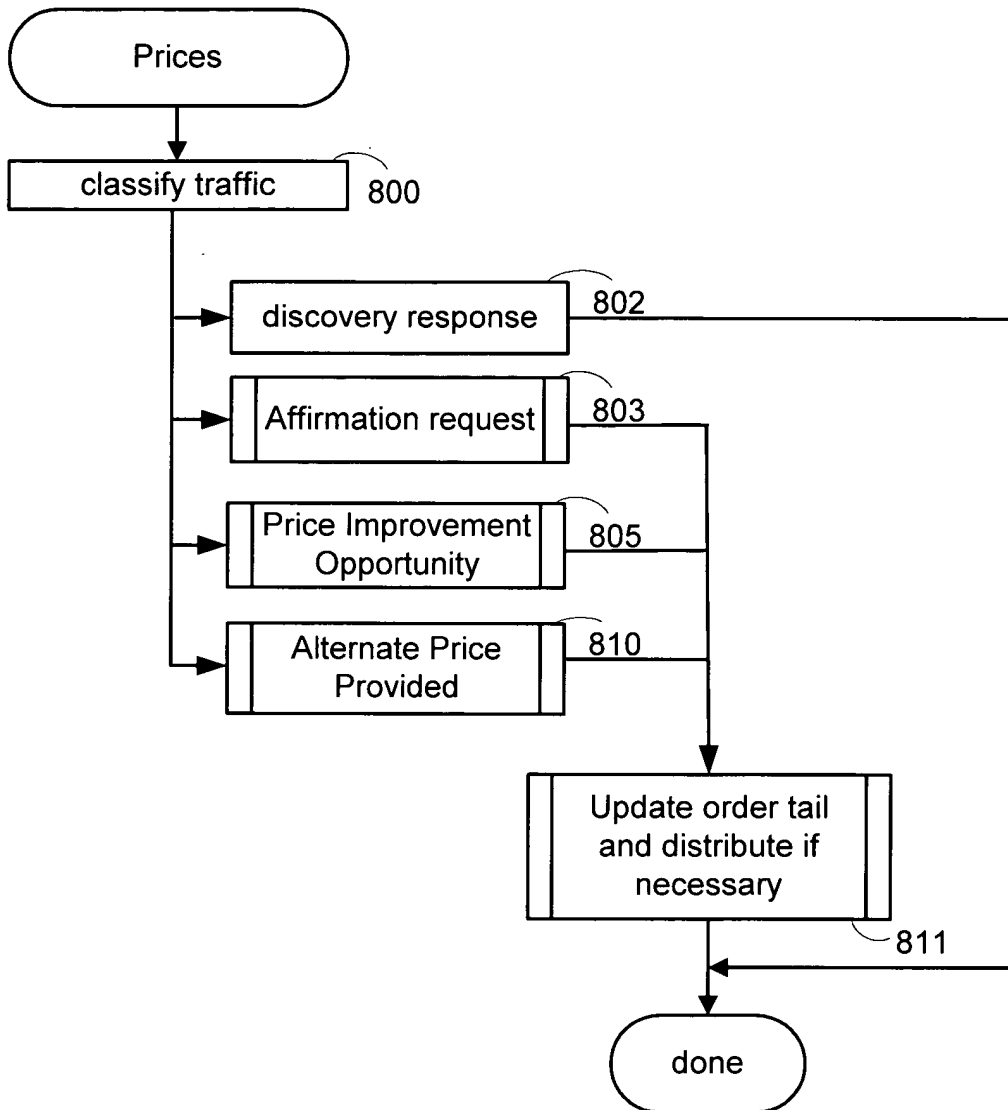 Prices
classify traffic
800
discovery response
802
Affirmation request
803
Price Improvement
Opportunity
805
Alternate Price
Provided
810
Update order tail
and distribute if
necessary
811
done